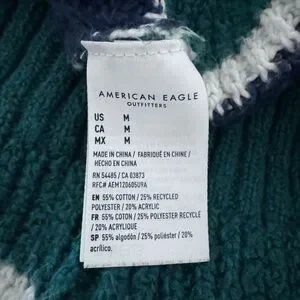 AMERICAN EAGLE
OUTFITTERS
US M
CA M
MX M
MADE IN CHINA / FABRIQUÉ EN CHINE /
HECHO EN CHINA
RN 54485 / CA 03873
RFC# AEM120605U9A
EN 55% COTTON / 25% RECYCLED
POLYESTER / 20% ACRYLIC
FR 55% COTON / 25% POLYESTER RECYCLÉ
/ 20% ACRYLIQUE
SP 55% algodón / 25% poliéster / 20%
acrílico.